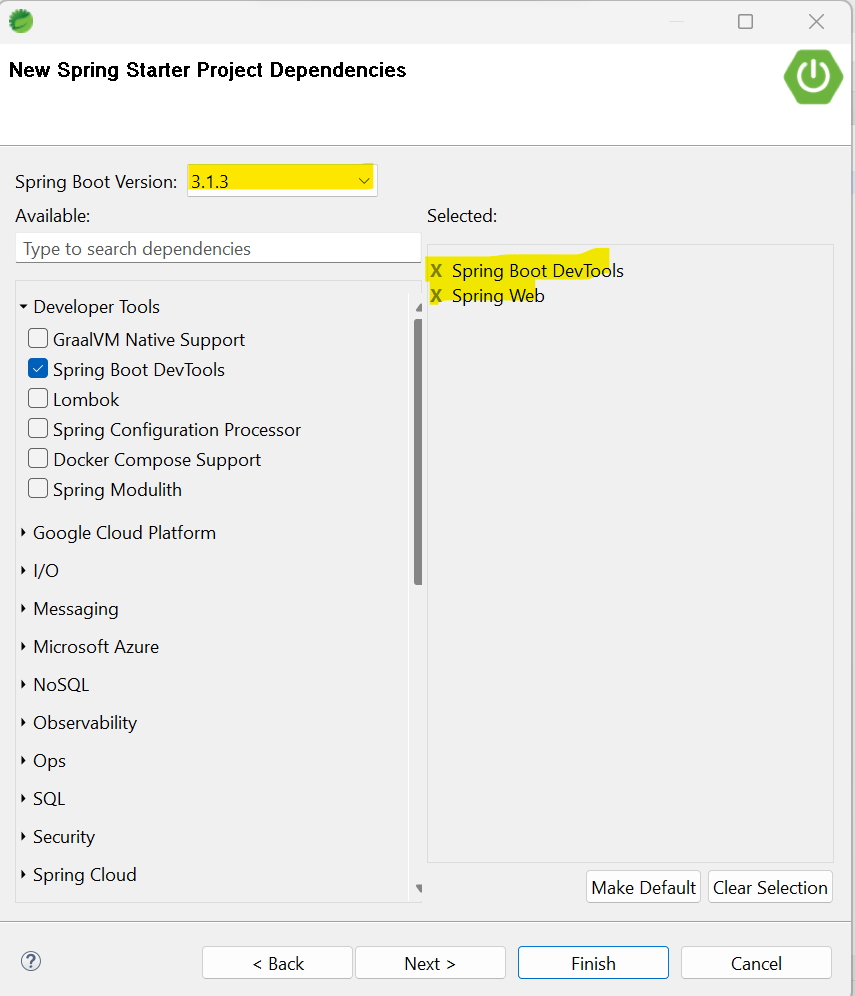 New Spring Starter Project Dependencies
Spring Boot Version: 3.1.3
Available:
Type to search dependencies
Developer Tools
GraalVM Native Support
Spring Boot DevTools
Lombok
Spring Configuration Processor
Docker Compose Support
Spring Modulith
Google Cloud Platform
I/O
Messaging
Microsoft Azure
NoSQL
Observability
Ops
SQL
Security
Spring Cloud
Selected:
X Spring Boot DevTools
X Spring Web
Make Default Clear Selection
? < Back Next > Finish Cancel